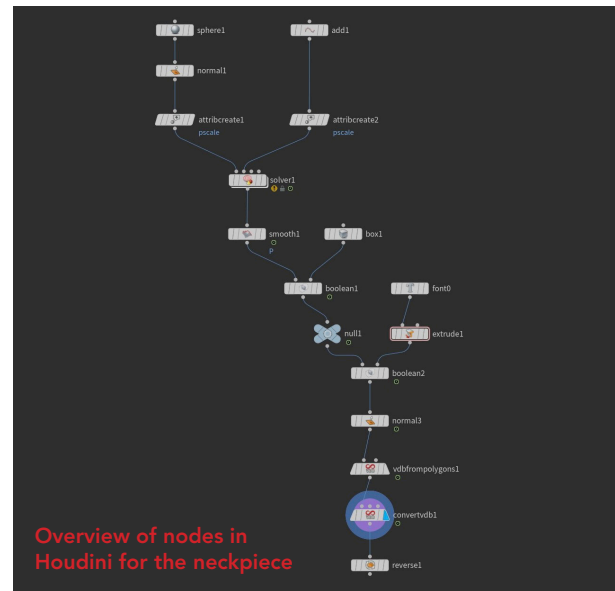 sphere1
add1
normal1
attribcreate1
pscale
attribcreate2
pscale
solver1
smooth1
P
box1
boolean1
font0
null1
extrude1
boolean2
normal3
vdbfrompolygons1
convertvdb1
reverse1
Overview of nodes in
Houdini for the neckpiece